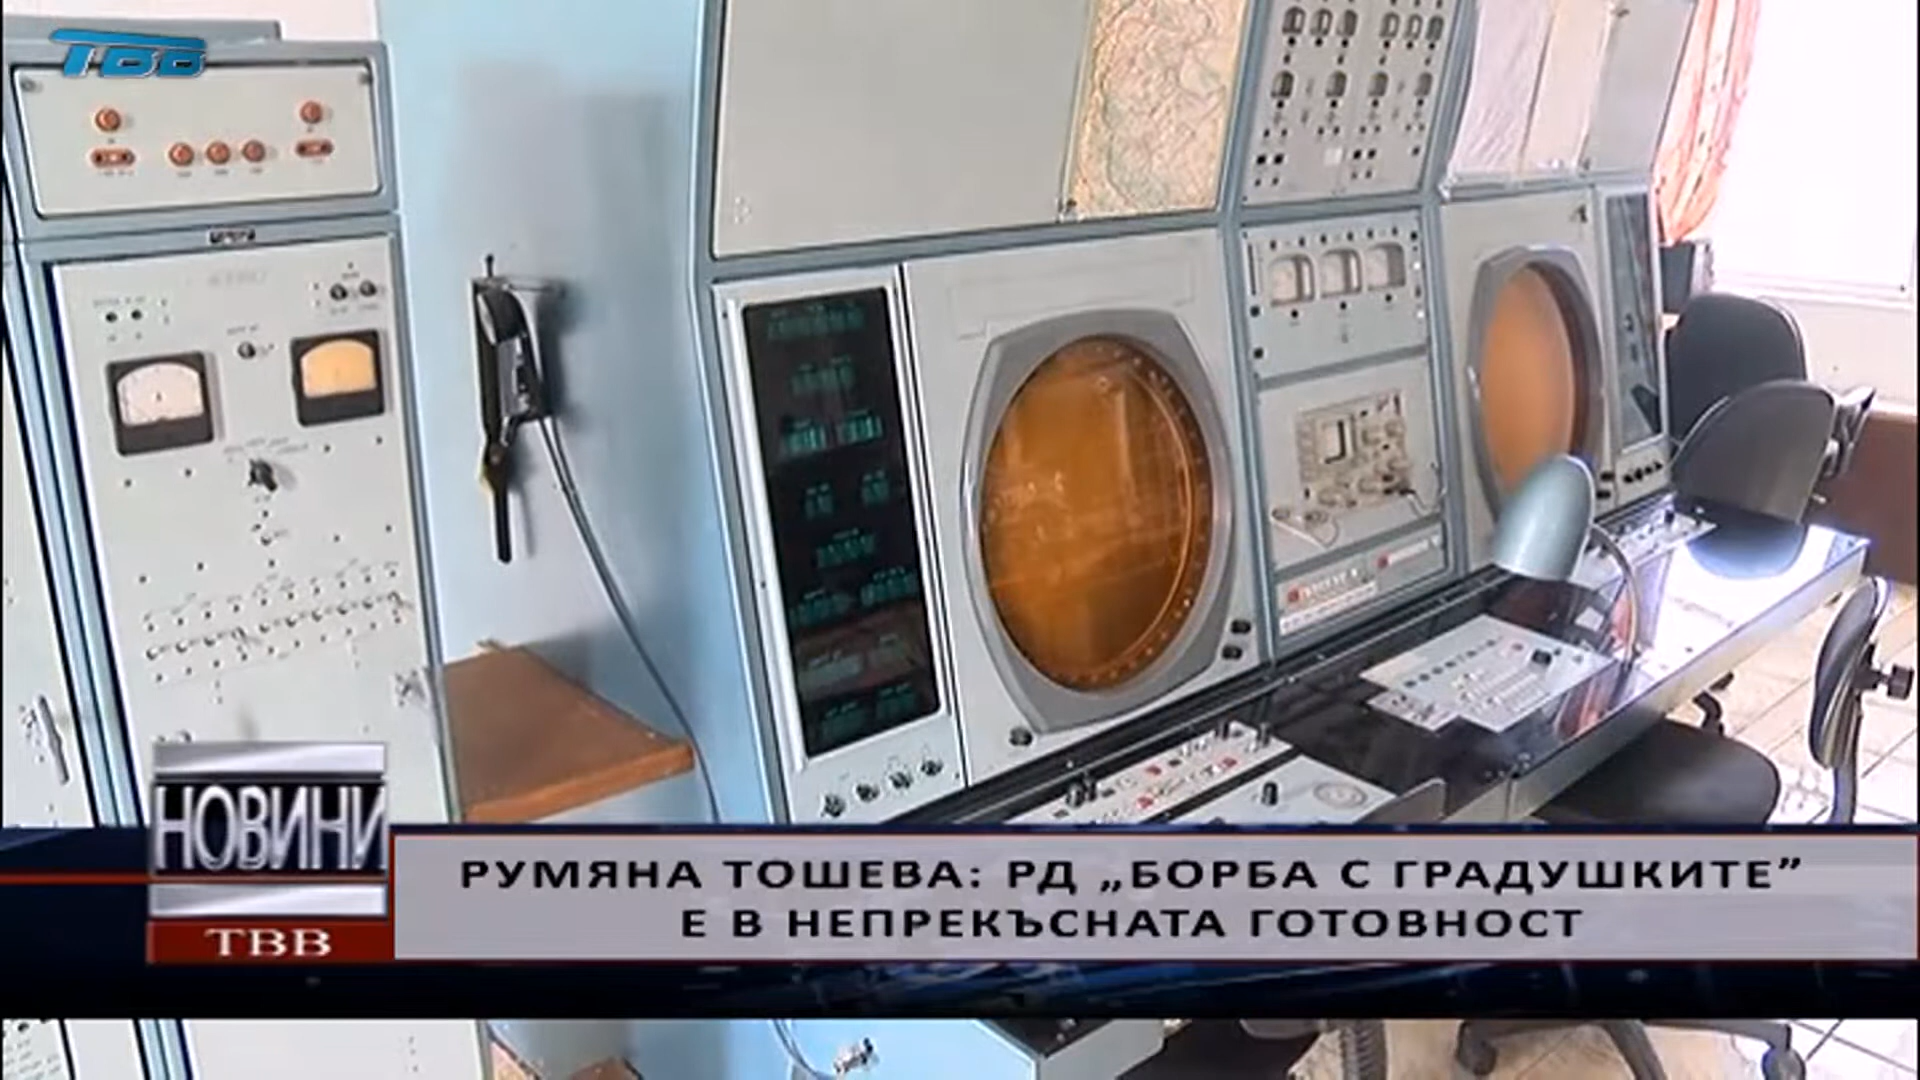 ТВВ
НОВИНИ
ТВВ
РУМЯНА ТОШЕВА: РД „БОРБА С ГРАДУШКИТЕ”
Е В НЕПРЕКЪСНАТА ГОТОВНОСТ